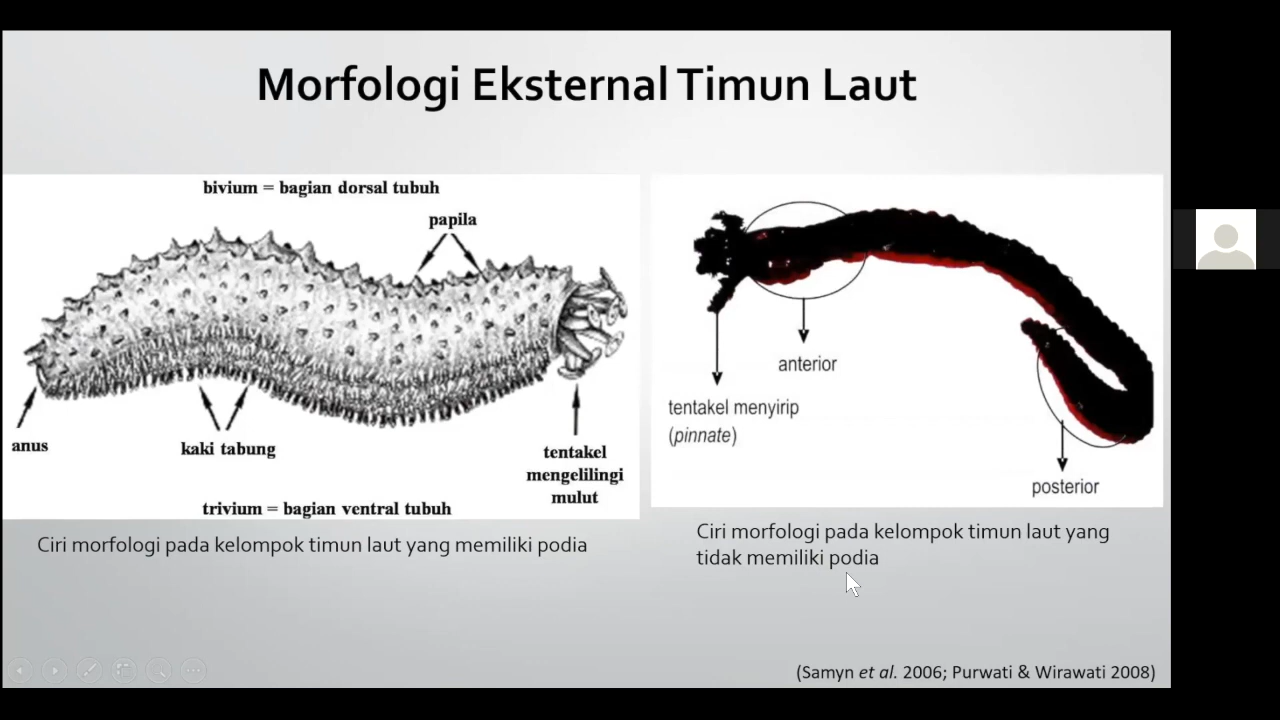 Morfologi Eksternal Timun Laut
bivium = bagian dorsal tubuh
papila
anus
kaki tabung
tentakel
mengelilingi
mulut
trivium = bagian ventral tubuh
Ciri morfologi pada kelompok timun laut yang memiliki podia
anterior
tentakel menyirip
(pinnate)
posterior
Ciri morfologi pada kelompok timun laut yang
tidak memiliki podia
(Samyn et al. 2006; Purwati & Wirawati 2008)